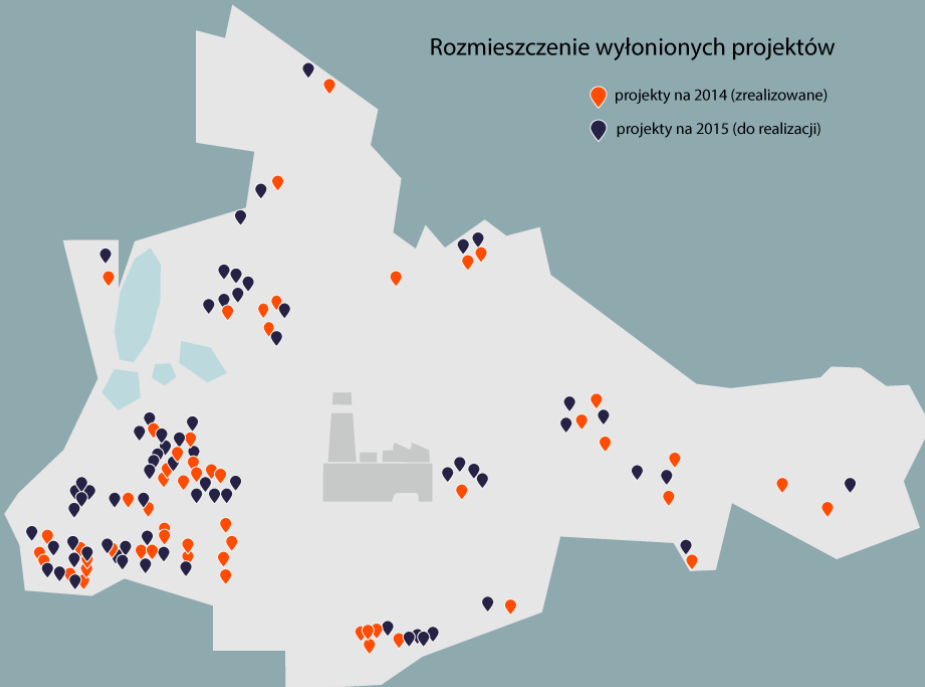 Rozmieszczenie wyłonionych projektów
projekty na 2014 (zrealizowane)
projekty na 2015 (do realizacji)